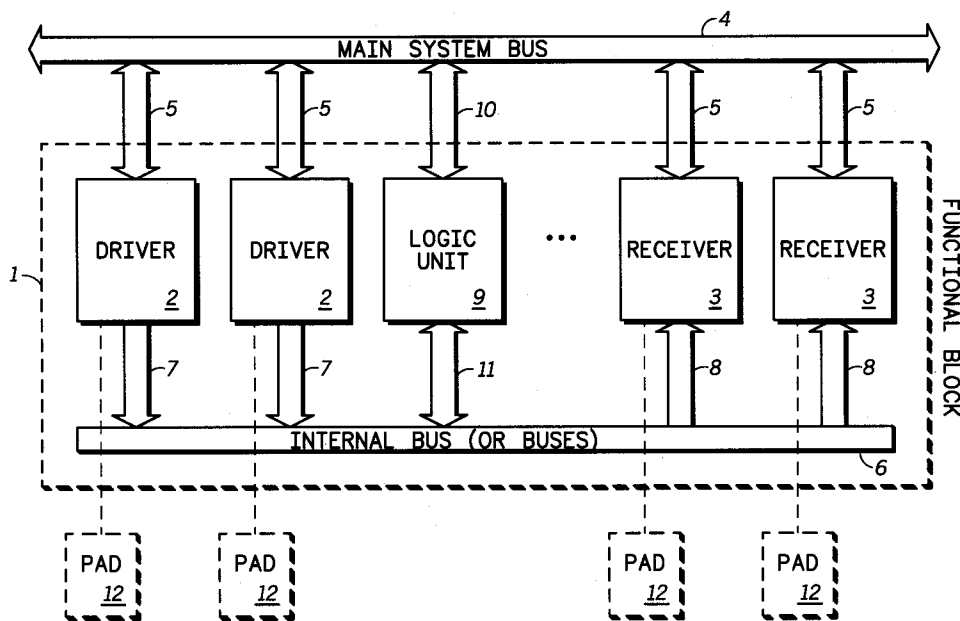 4
MAIN SYSTEM BUS
5
5
10
5
5
DRIVER
2
DRIVER
2
LOGIC
UNIT
9
...
RECEIVER
3
RECEIVER
3
FUNCTIONAL BLOCK
1
7
7
11
8
8
INTERNAL BUS (OR BUSES)
6
PAD
12
PAD
12
PAD
12
PAD
12